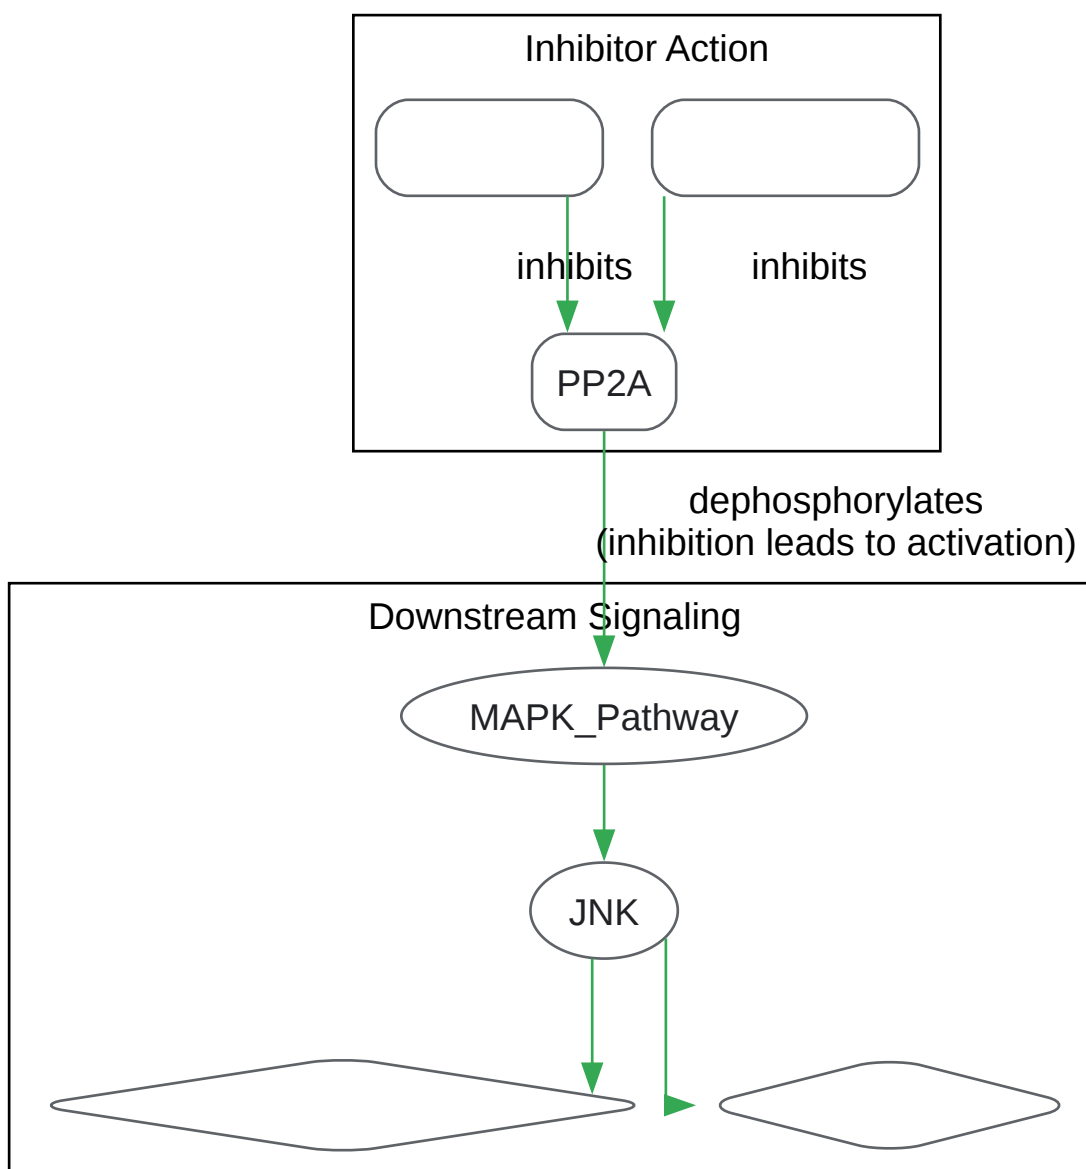 Inhibitor Action
inhibits
inhibits
PP2A
dephosphorylates
(inhibition leads to activation)
Downstream Signaling
MAPK_Pathway
JNK